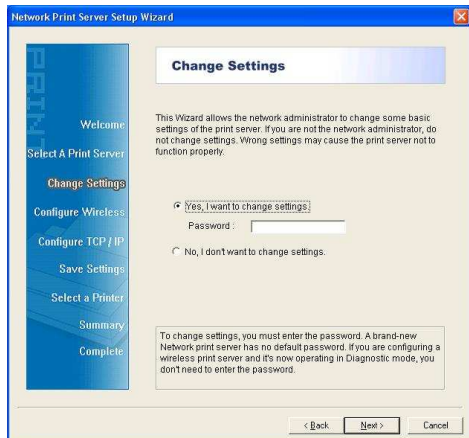 Network Print Server Setup Wizard
PRINT
Change Settings
Welcome
Select A Print Server
Change Settings
Configure Wireless
Configure TCP / IP
Save Settings
Select a Printer
Summary
Complete
This Wizard allows the network administrator to change some basic
settings of the print server. If you are not the network administrator, do
not change settings. Wrong settings may cause the print server not to
function properly.
Yes, I want to change settings.
Password :
No, I don't want to change settings.
To change settings, you must enter the password. A brand-new
Network print server has no default password. If you are configuring a
wireless print server and it's now operating in Diagnostic mode, you
don't need to enter the password.
< Back
Next >
Cancel